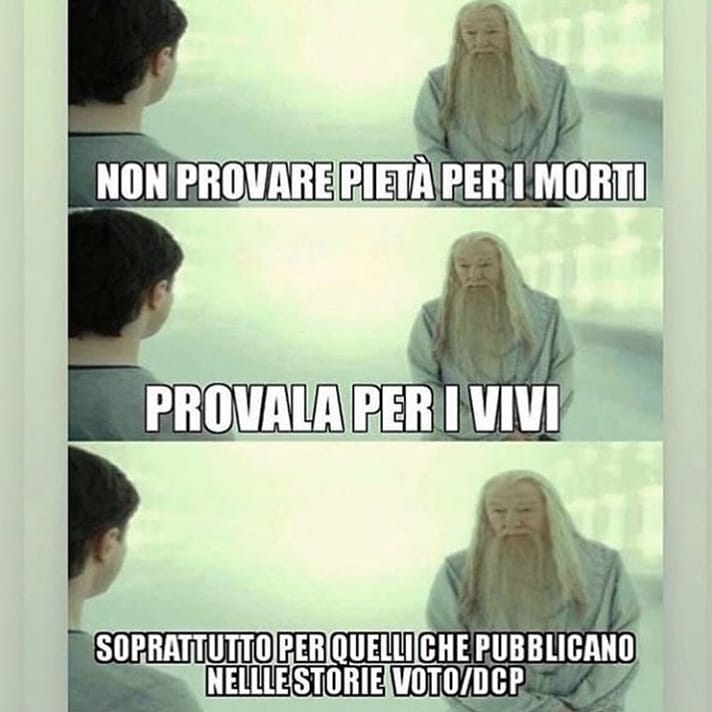 NON PROVARE PIETÀ PER I MORTI
PROVALA PER I VIVI
SOPRATTUTTO PER QUELLI CHE PUBBLICANO
NELLLE STORIE VOTO/DCP